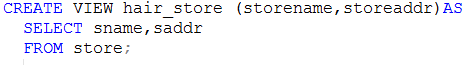 CREATE VIEW hair_store (storename,storeaddr)AS
SELECT sname,saddr
FROM store;